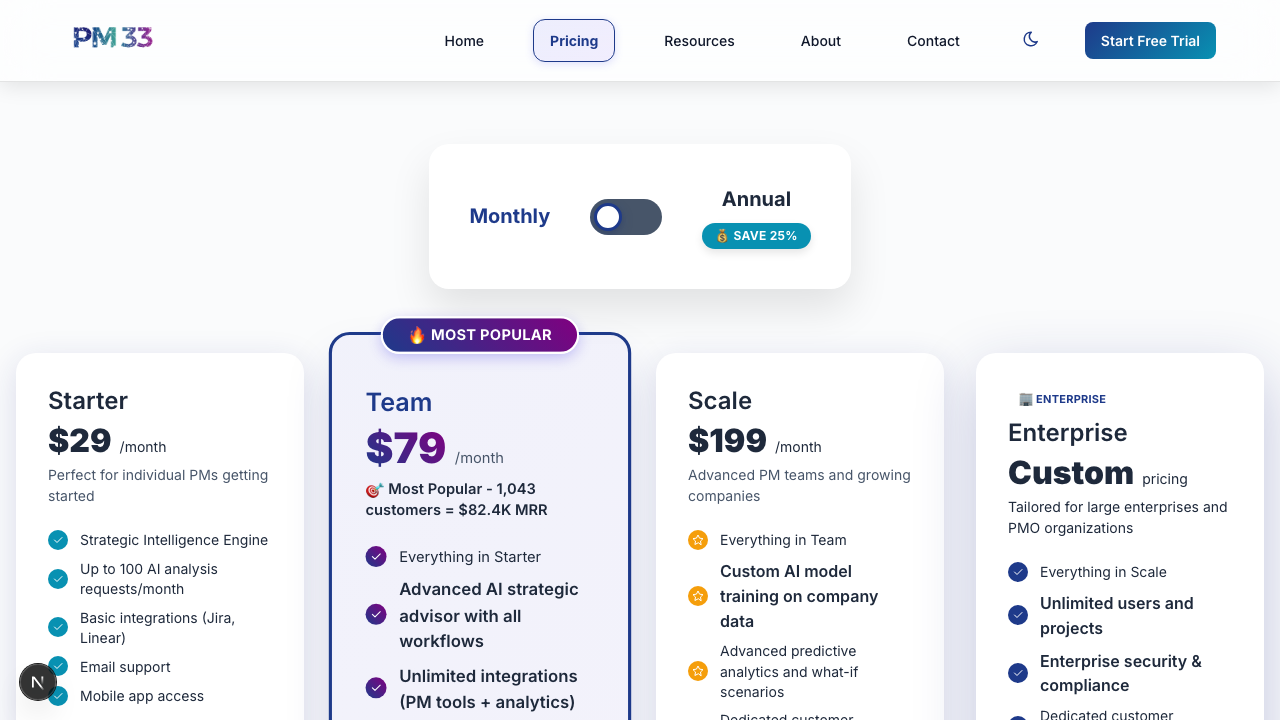 PM 33
Home
Pricing
Resources
About
Contact
Start Free Trial
Monthly
Annual
💰 SAVE 25%
🔥 MOST POPULAR
Starter
$29 /month
Perfect for individual PMs getting
started
Strategic Intelligence Engine
Up to 100 AI analysis
requests/month
Basic integrations (Jira,
Linear)
Email support
Mobile app access
N
Team
$79 /month
🎯 Most Popular - 1,043
customers = $82.4K MRR
Everything in Starter
Advanced AI strategic
advisor with all
workflows
Unlimited integrations
(PM tools + analytics)
Scale
$199 /month
Advanced PM teams and growing
companies
Everything in Team
Custom AI model
training on company
data
Advanced predictive
analytics and what-if
scenarios
Dedicated customer
🏢 ENTERPRISE
Enterprise
Custom pricing
Tailored for large enterprises and
PMO organizations
Everything in Scale
Unlimited users and
projects
Enterprise security &
compliance
Dedicated customer